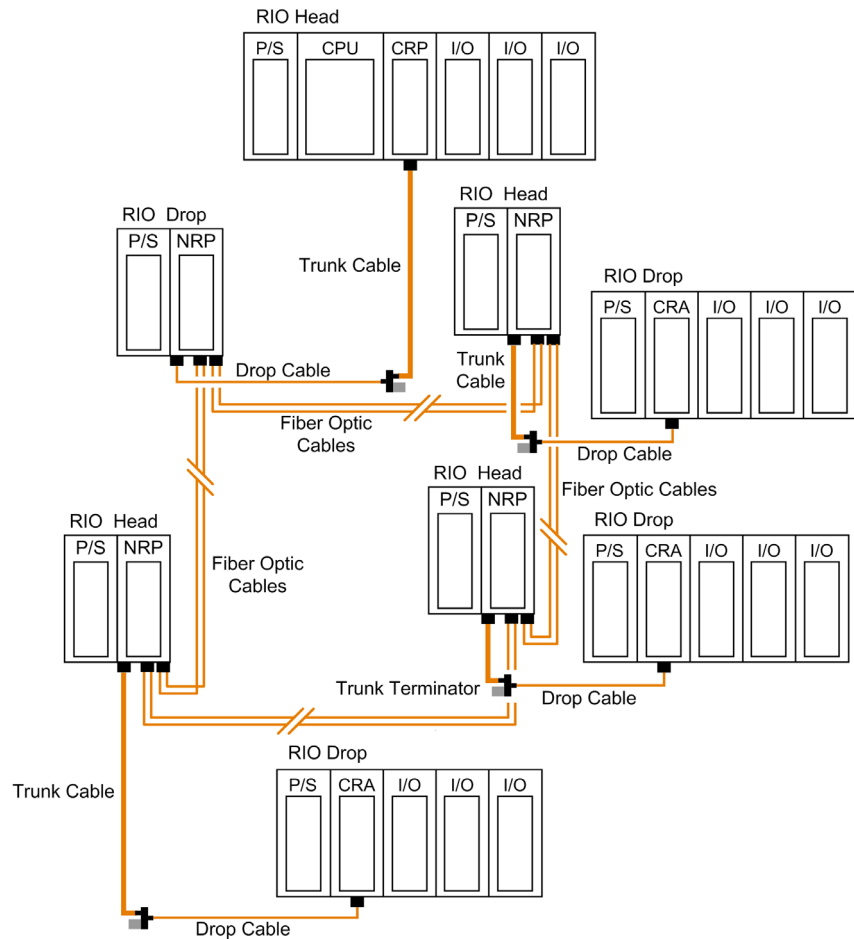 RIO Head
P/S CPU CRP I/O I/O I/O
RIO Head
P/S NRP
RIO Drop
P/S NRP
Trunk Cable
RIO Drop
P/S CRA I/O I/O I/O
Trunk
Cable
Drop Cable
Fiber Optic
Cables
Drop Cable
RIO Head
P/S NRP
Fiber Optic Cables
RIO Drop
P/S CRA I/O I/O I/O
RIO Head
P/S NRP
Fiber Optic
Cables
Trunk Terminator
Drop Cable
RIO Drop
P/S CRA I/O I/O I/O
Trunk Cable
Drop Cable